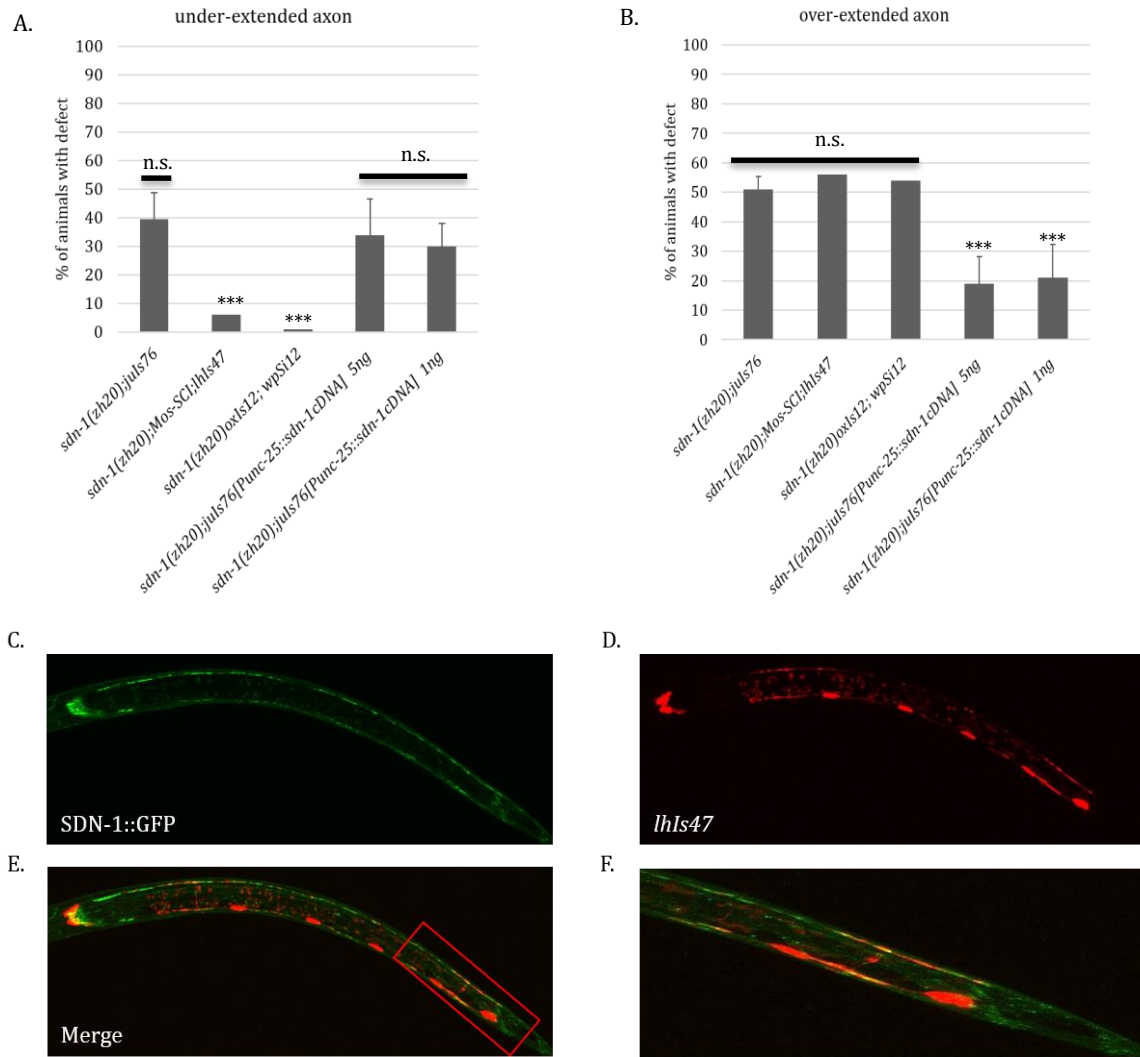 A.
under-extended axon
% of animals with defect
100
90
80
70
60
50
40
30
20
10
0
n.s.
***
***
n.s.
sdn-1(zh20);juIs76
sdn-1(zh20);Mos-SCI;lhIs47
sdn-1(zh20)oxIs12; wpSi12
sdn-1(zh20);juIs76[Punc-25::sdn-1cDNA] 5ng
sdn-1(zh20);juIs76[Punc-25::sdn-1cDNA] 1ng
B.
over-extended axon
% of animals with defect
100
90
80
70
60
50
40
30
20
10
0
n.s.
***
***
sdn-1(zh20);juIs76
sdn-1(zh20);Mos-SCI;lhIs47
sdn-1(zh20)oxIs12; wpSi12
sdn-1(zh20);juIs76[Punc-25::sdn-1cDNA] 5ng
sdn-1(zh20);juIs76[Punc-25::sdn-1cDNA] 1ng
C.
SDN-1::GFP
D.
lhIs47
E.
Merge
F.